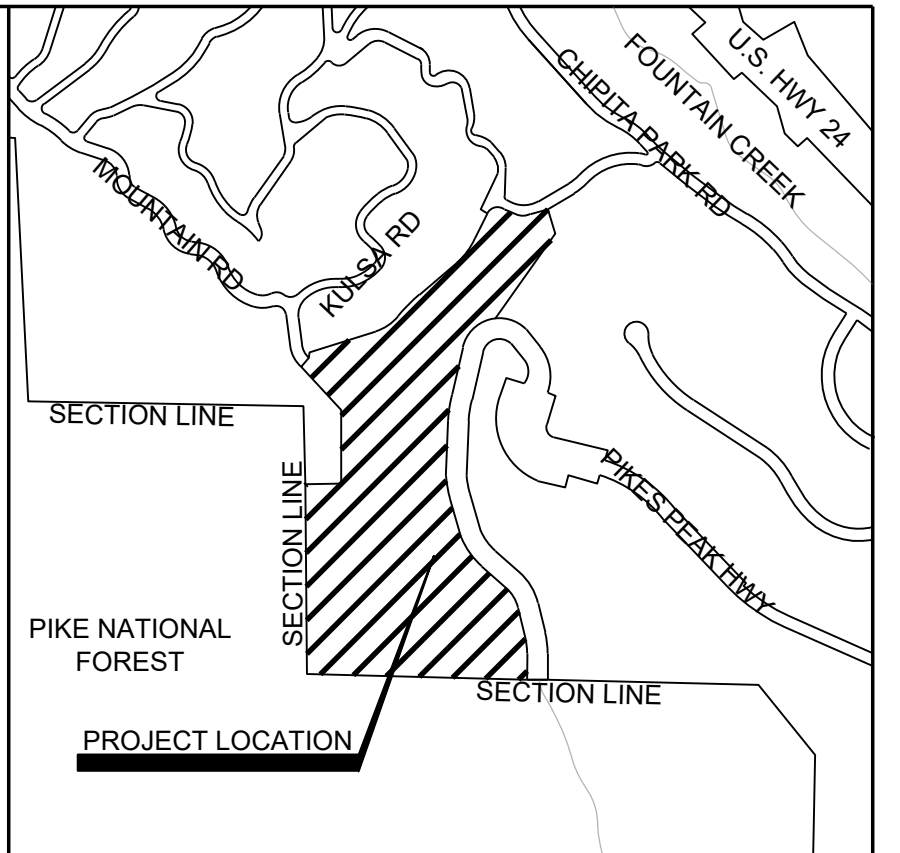 U.S. HWY 24
FOUNTAIN CREEK
CHIPITA PARK RD
MOUNTAIN RD
KULSA RD
SECTION LINE
SECTION LINE
PIKES PEAK HWY
PIKE NATIONAL
FOREST
SECTION LINE
PROJECT LOCATION